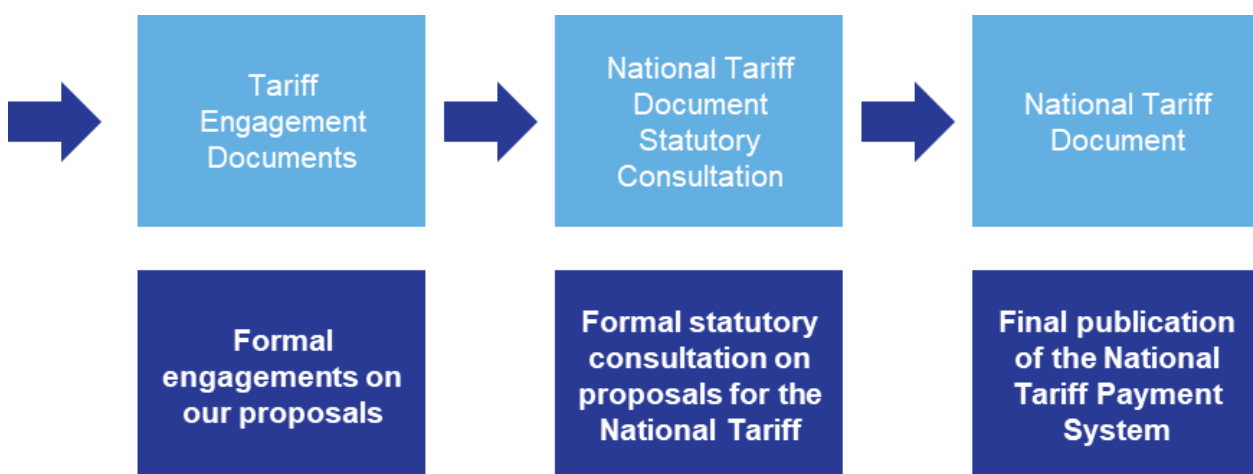 Tariff
Engagement
Documents
National Tariff
Document
Statutory
Consultation
National Tariff
Document
Formal
engagements on
our proposals
Formal statutory
consultation on
proposals for the
National Tariff
Final publication
of the National
Tariff Payment
System